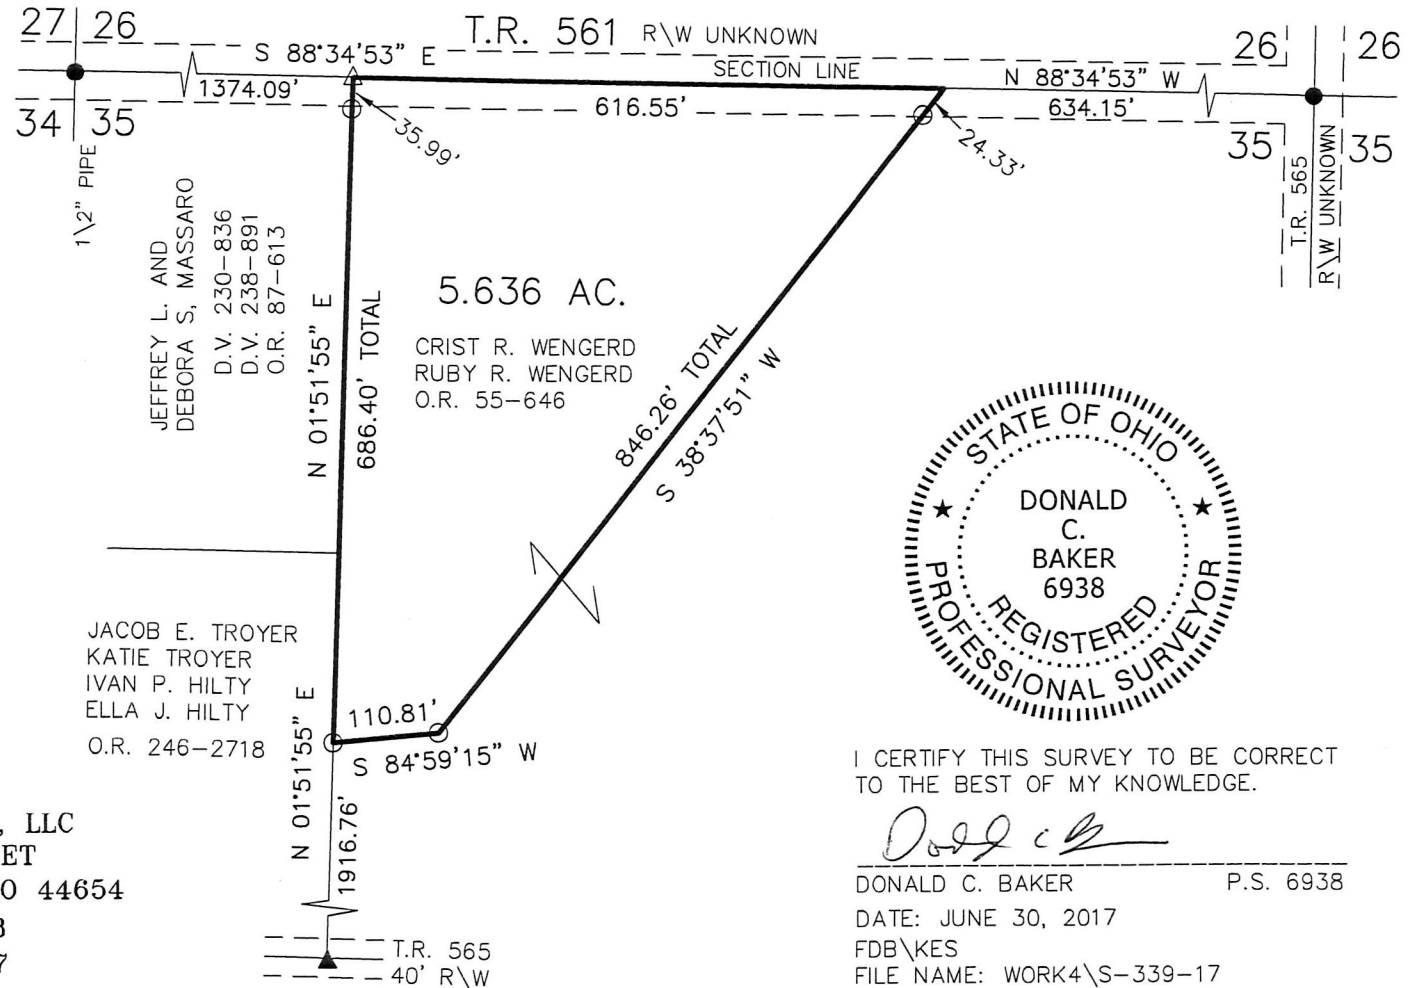 27 26
S 88°34'53" E
T.R. 561 R\W UNKNOWN
26 26
SECTION LINE
N 88°34'53" W
1374.09'
616.55'
634.15'
34 35
35.99'
24.33'
35 35
1\2" PIPE
T.R. 565
R\W UNKNOWN
JEFFREY L. AND
DEBORA S, MASSARO
D.V. 230-836
D.V. 238-891
O.R. 87-613
N 01°51'55" E
686.40' TOTAL
5.636 AC.
CRIST R. WENGERD
RUBY R. WENGERD
O.R. 55-646
846.26' TOTAL
S 38°37'51" W
STATE OF OHIO
DONALD
C.
BAKER
6938
REGISTERED
PROFESSIONAL SURVEYOR
JACOB E. TROYER
KATIE TROYER
IVAN P. HILTY
ELLA J. HILTY
O.R. 246-2718
N 01°51'55" E
1916.76'
110.81'
S 84°59'15" W
, LLC
ET
O 44654
3
7
T.R. 565
40' R\W
I CERTIFY THIS SURVEY TO BE CORRECT
TO THE BEST OF MY KNOWLEDGE.
DONALD C. BAKER P.S. 6938
DATE: JUNE 30, 2017
FDB\KES
FILE NAME: WORK4\S-339-17